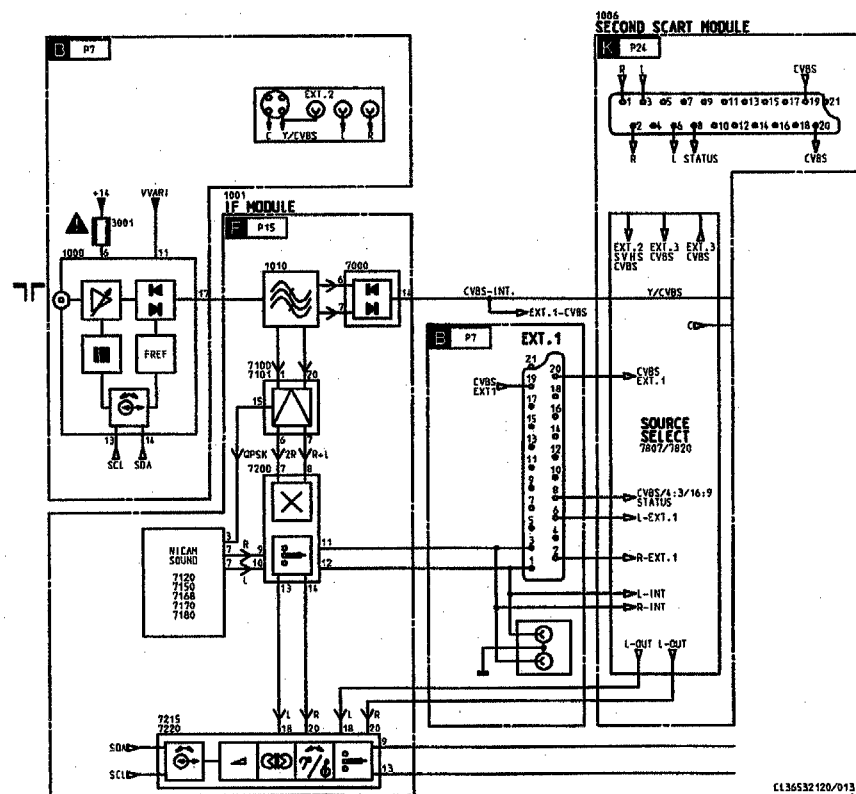 1006
SECOND SCART MODULE
B P7
K P24
R L CVBS
1 3 5 7 9 11 13 15 17 19 21
2 4 6 8 10 12 14 16 18 20
R L STATUS CVBS
EXT.2
C Y/CVBS L R
+14 VVARI
3001
1000 6 11
17
FREF
13 14
SCL SDA
1001
IF MODULE
F P15
1010 6 7000
7 14
CVBS-INT.
EXT.1-CVBS
Y/CVBS
C
EXT.2 EXT.3 EXT.3
SVHS CVBS CVBS
CVBS
B P7 EXT.1
21
20
19
18
17
16
15
14
13
12
11
10
9
8
7
6
5
4
3
2
1
CVBS
EXT1
CVBS
EXT.1
SOURCE
SELECT
7807/7820
CVBS/4:3/16:9
STATUS
L-EXT.1
R-EXT.1
L-INT
R-INT
L-OUT L-OUT
7100
7101 1 20
15
6 7
QPSK 2R R+L
7200 7 8
NICAM
SOUND
7120
7150
7168
7170
7180
3
7 R 9
7 L 10
11
12
13 14
7215
7220
L R L R
18 20 18 20
SDA
SCL
9
13
CL36532120/013